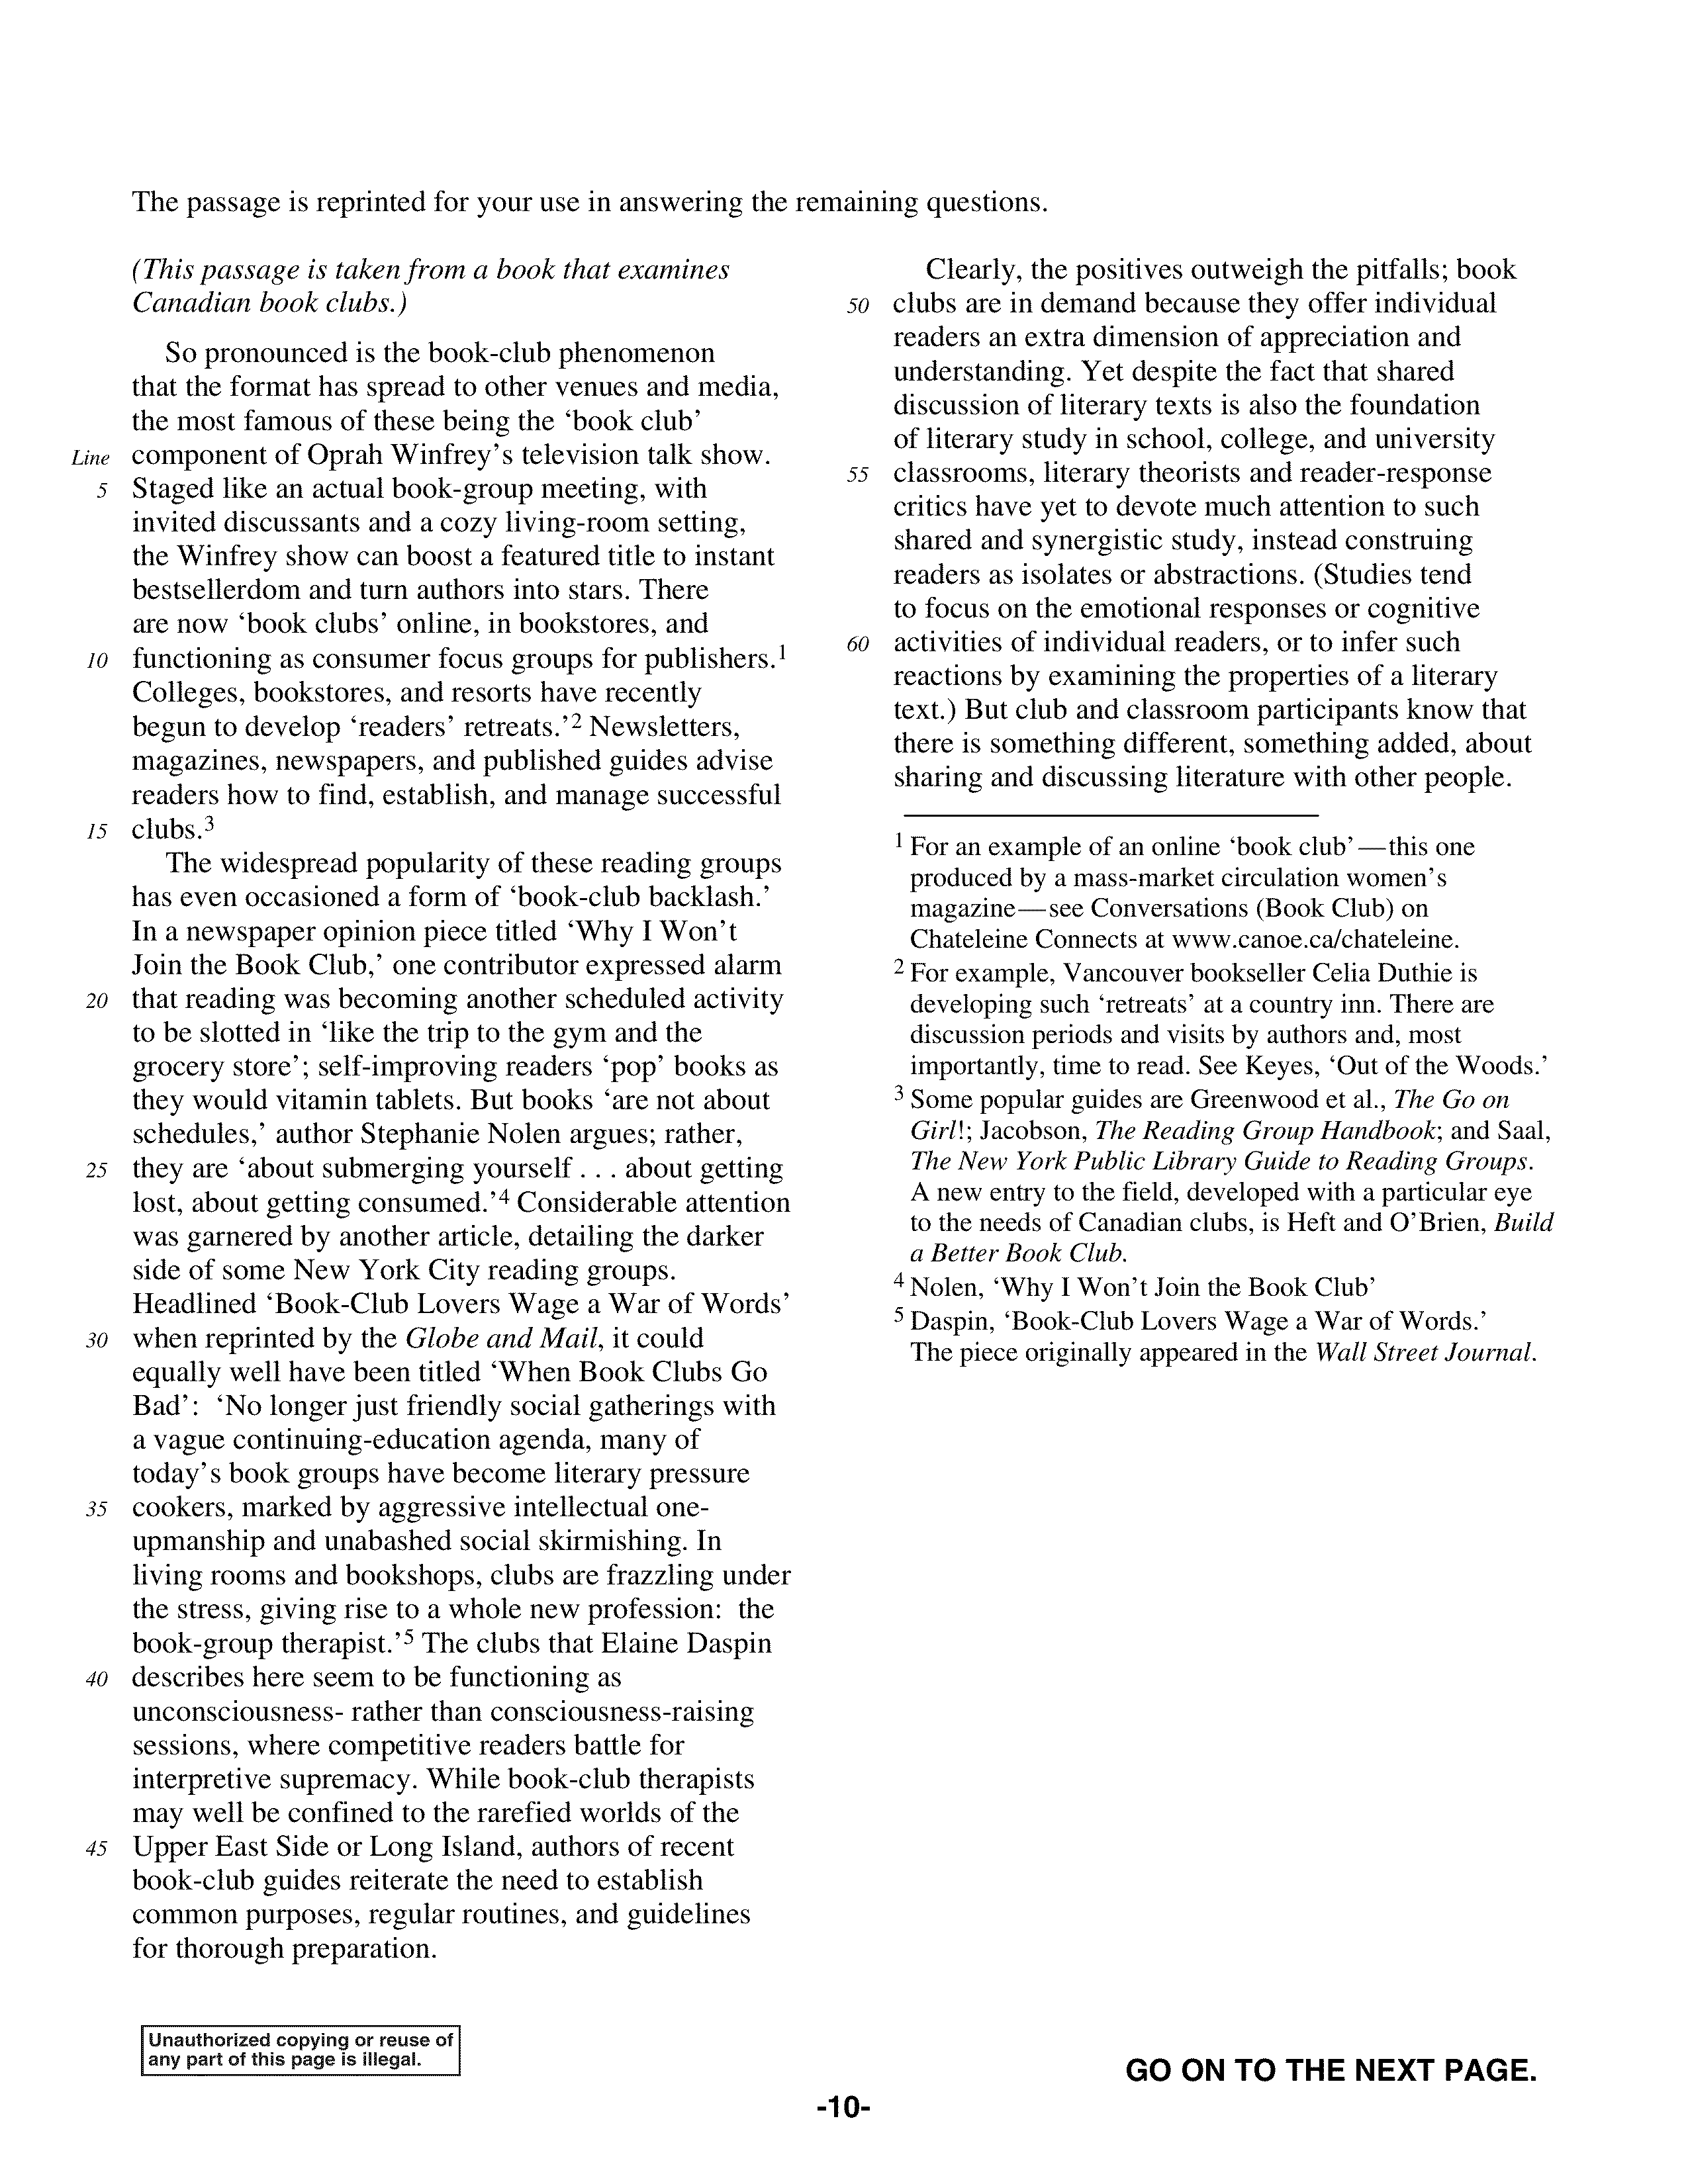 The passage is reprinted for your use in answering the remaining questions.
(This passage is taken from a book that examines
Canadian book clubs.)
So pronounced is the book-club phenomenon
that the format has spread to other venues and media,
the most famous of these being the ‘book club’
Line component of Oprah Winfrey’s television talk show.
5 Staged like an actual book-group meeting, with
invited discussants and a cozy living-room setting,
the Winfrey show can boost a featured title to instant
bestsellerdom and turn authors into stars. There
are now ‘book clubs’ online, in bookstores, and
10 functioning as consumer focus groups for publishers.1
Colleges, bookstores, and resorts have recently
begun to develop ‘readers’ retreats.’2 Newsletters,
magazines, newspapers, and published guides advise
readers how to find, establish, and manage successful
15 clubs.3
The widespread popularity of these reading groups
has even occasioned a form of ‘book-club backlash.’
In a newspaper opinion piece titled ‘Why I Won’t
Join the Book Club,’ one contributor expressed alarm
20 that reading was becoming another scheduled activity
to be slotted in ‘like the trip to the gym and the
grocery store’; self-improving readers ‘pop’ books as
they would vitamin tablets. But books ‘are not about
schedules,’ author Stephanie Nolen argues; rather,
25 they are ‘about submerging yourself . . . about getting
lost, about getting consumed.’4 Considerable attention
was garnered by another article, detailing the darker
side of some New York City reading groups.
Headlined ‘Book-Club Lovers Wage a War of Words’
30 when reprinted by the Globe and Mail, it could
equally well have been titled ‘When Book Clubs Go
Bad’: ‘No longer just friendly social gatherings with
a vague continuing-education agenda, many of
today’s book groups have become literary pressure
35 cookers, marked by aggressive intellectual one-
upmanship and unabashed social skirmishing. In
living rooms and bookshops, clubs are frazzling under
the stress, giving rise to a whole new profession: the
book-group therapist.’5 The clubs that Elaine Daspin
40 describes here seem to be functioning as
unconsciousness- rather than consciousness-raising
sessions, where competitive readers battle for
interpretive supremacy. While book-club therapists
may well be confined to the rarefied worlds of the
45 Upper East Side or Long Island, authors of recent
book-club guides reiterate the need to establish
common purposes, regular routines, and guidelines
for thorough preparation.
Clearly, the positives outweigh the pitfalls; book
50 clubs are in demand because they offer individual
readers an extra dimension of appreciation and
understanding. Yet despite the fact that shared
discussion of literary texts is also the foundation
of literary study in school, college, and university
55 classrooms, literary theorists and reader-response
critics have yet to devote much attention to such
shared and synergistic study, instead construing
readers as isolates or abstractions. (Studies tend
to focus on the emotional responses or cognitive
60 activities of individual readers, or to infer such
reactions by examining the properties of a literary
text.) But club and classroom participants know that
there is something different, something added, about
sharing and discussing literature with other people.
1 For an example of an online ‘book club’—this one
produced by a mass-market circulation women’s
magazine—see Conversations (Book Club) on
Chateleine Connects at www.canoe.ca/chateleine.
2 For example, Vancouver bookseller Celia Duthie is
developing such ‘retreats’ at a country inn. There are
discussion periods and visits by authors and, most
importantly, time to read. See Keyes, ‘Out of the Woods.’
3 Some popular guides are Greenwood et al., The Go on
Girl!; Jacobson, The Reading Group Handbook; and Saal,
The New York Public Library Guide to Reading Groups.
A new entry to the field, developed with a particular eye
to the needs of Canadian clubs, is Heft and O’Brien, Build
a Better Book Club.
4 Nolen, ‘Why I Won’t Join the Book Club’
5 Daspin, ‘Book-Club Lovers Wage a War of Words.’
The piece originally appeared in the Wall Street Journal.
Unauthorized copying or reuse of
any part of this page is illegal.
GO ON TO THE NEXT PAGE.
-10-